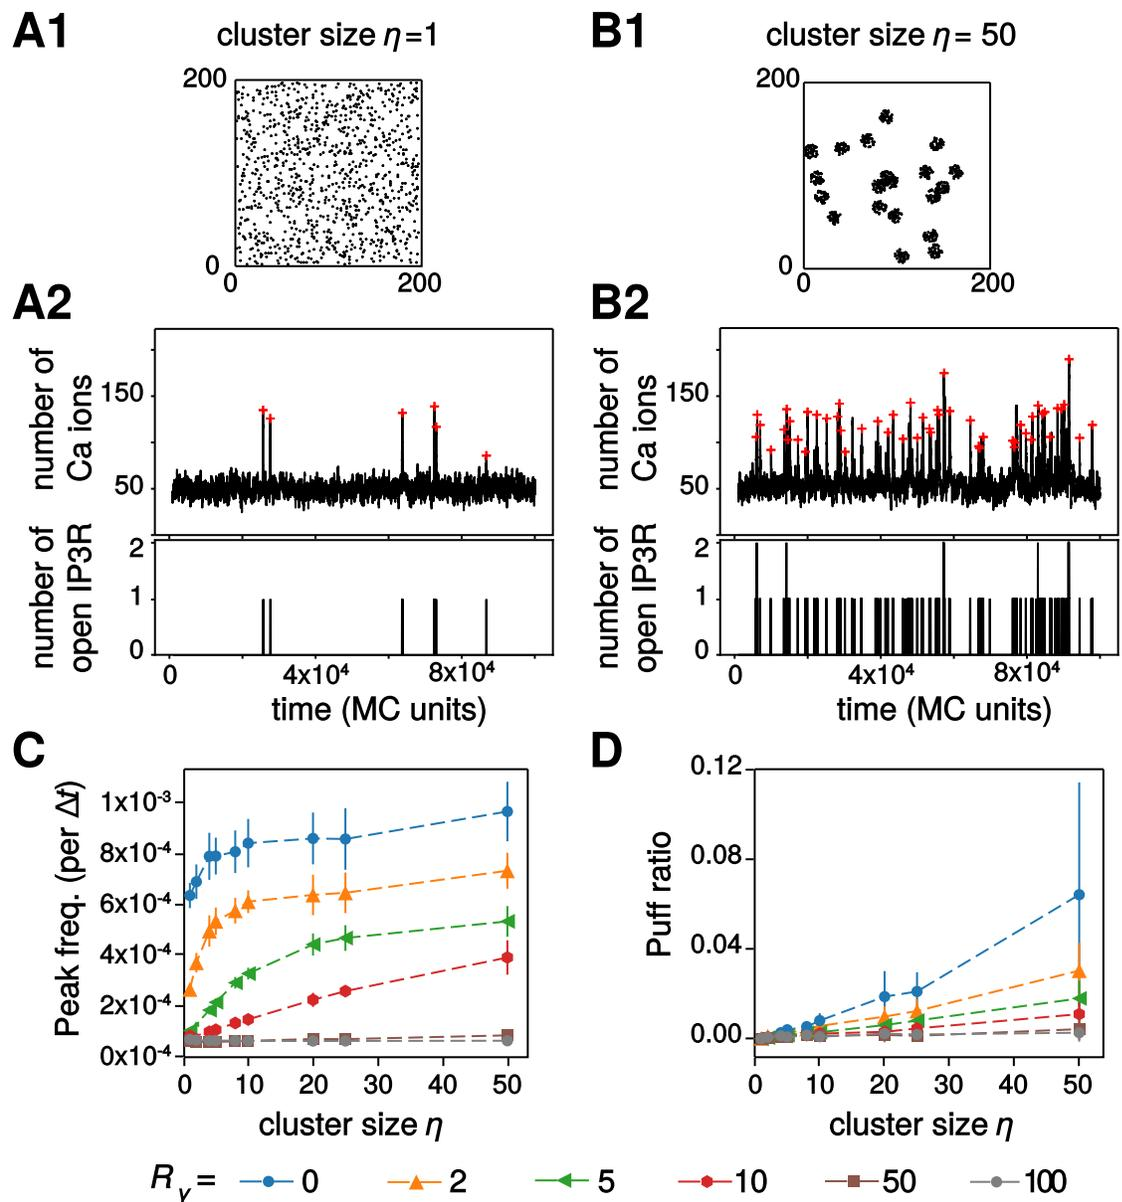 A1
cluster size η=1
B1
cluster size η= 50
200
0
0
200
200
0
0
200
A2
number of
Ca ions
150
50
number of
open IP3R
2
1
0
0
4x10⁴
8x10⁴
time (MC units)
B2
number of
Ca ions
150
50
number of
open IP3R
2
1
0
0
4x10⁴
8x10⁴
time (MC units)
C
Peak freq. (per Δt)
1x10⁻³
8x10⁻⁴
6x10⁻⁴
4x10⁻⁴
2x10⁻⁴
0x10⁻⁴
0 10 20 30 40 50
cluster size η
D
Puff ratio
0.12
0.08
0.04
0.00
0 10 20 30 40 50
cluster size η
Rγ = 0 2 5 10 50 100